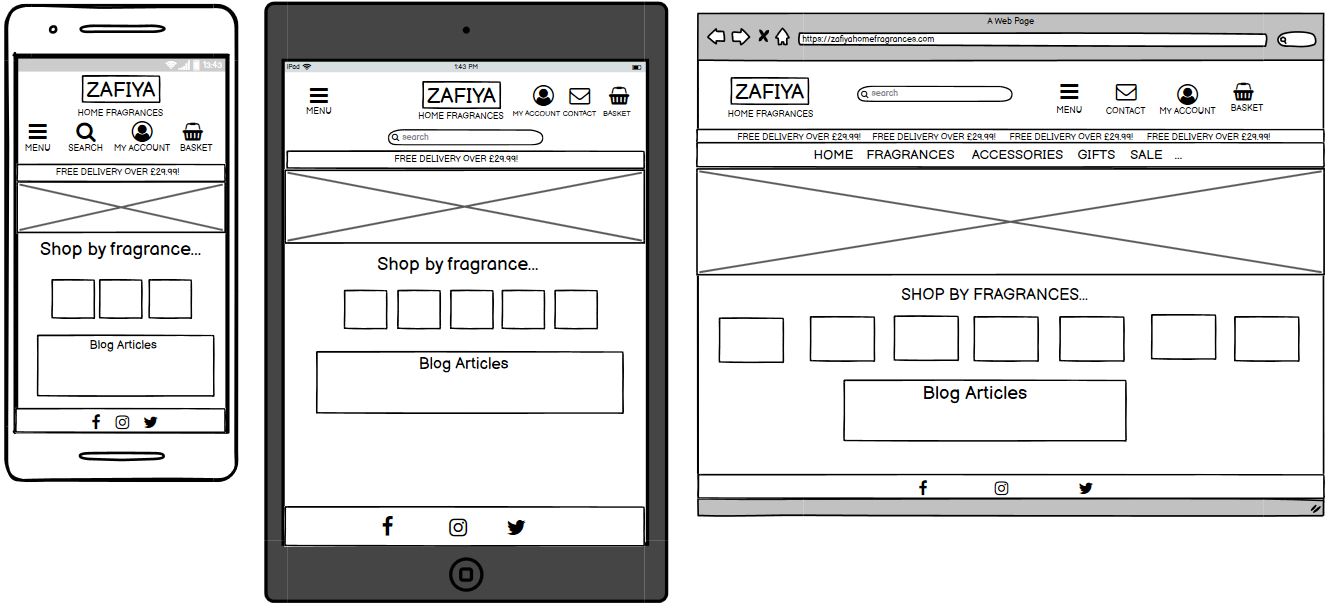 13:43
ZAFIYA
HOME FRAGRANCES
MENU SEARCH MY ACCOUNT BASKET
FREE DELIVERY OVER £29.99!
Shop by fragrance...
Blog Articles
iPad 1:43 PM
MENU
ZAFIYA
HOME FRAGRANCES
MY ACCOUNT CONTACT BASKET
search
FREE DELIVERY OVER £29.99!
Shop by fragrance...
Blog Articles
A Web Page
https://zafiyahomefragrances.com
ZAFIYA
HOME FRAGRANCES
search
MENU CONTACT MY ACCOUNT BASKET
FREE DELIVERY OVER £29.99! FREE DELIVERY OVER £29.99! FREE DELIVERY OVER £29.99! FREE DELIVERY OVER £29.99!
HOME FRAGRANCES ACCESSORIES GIFTS SALE ...
SHOP BY FRAGRANCES...
Blog Articles